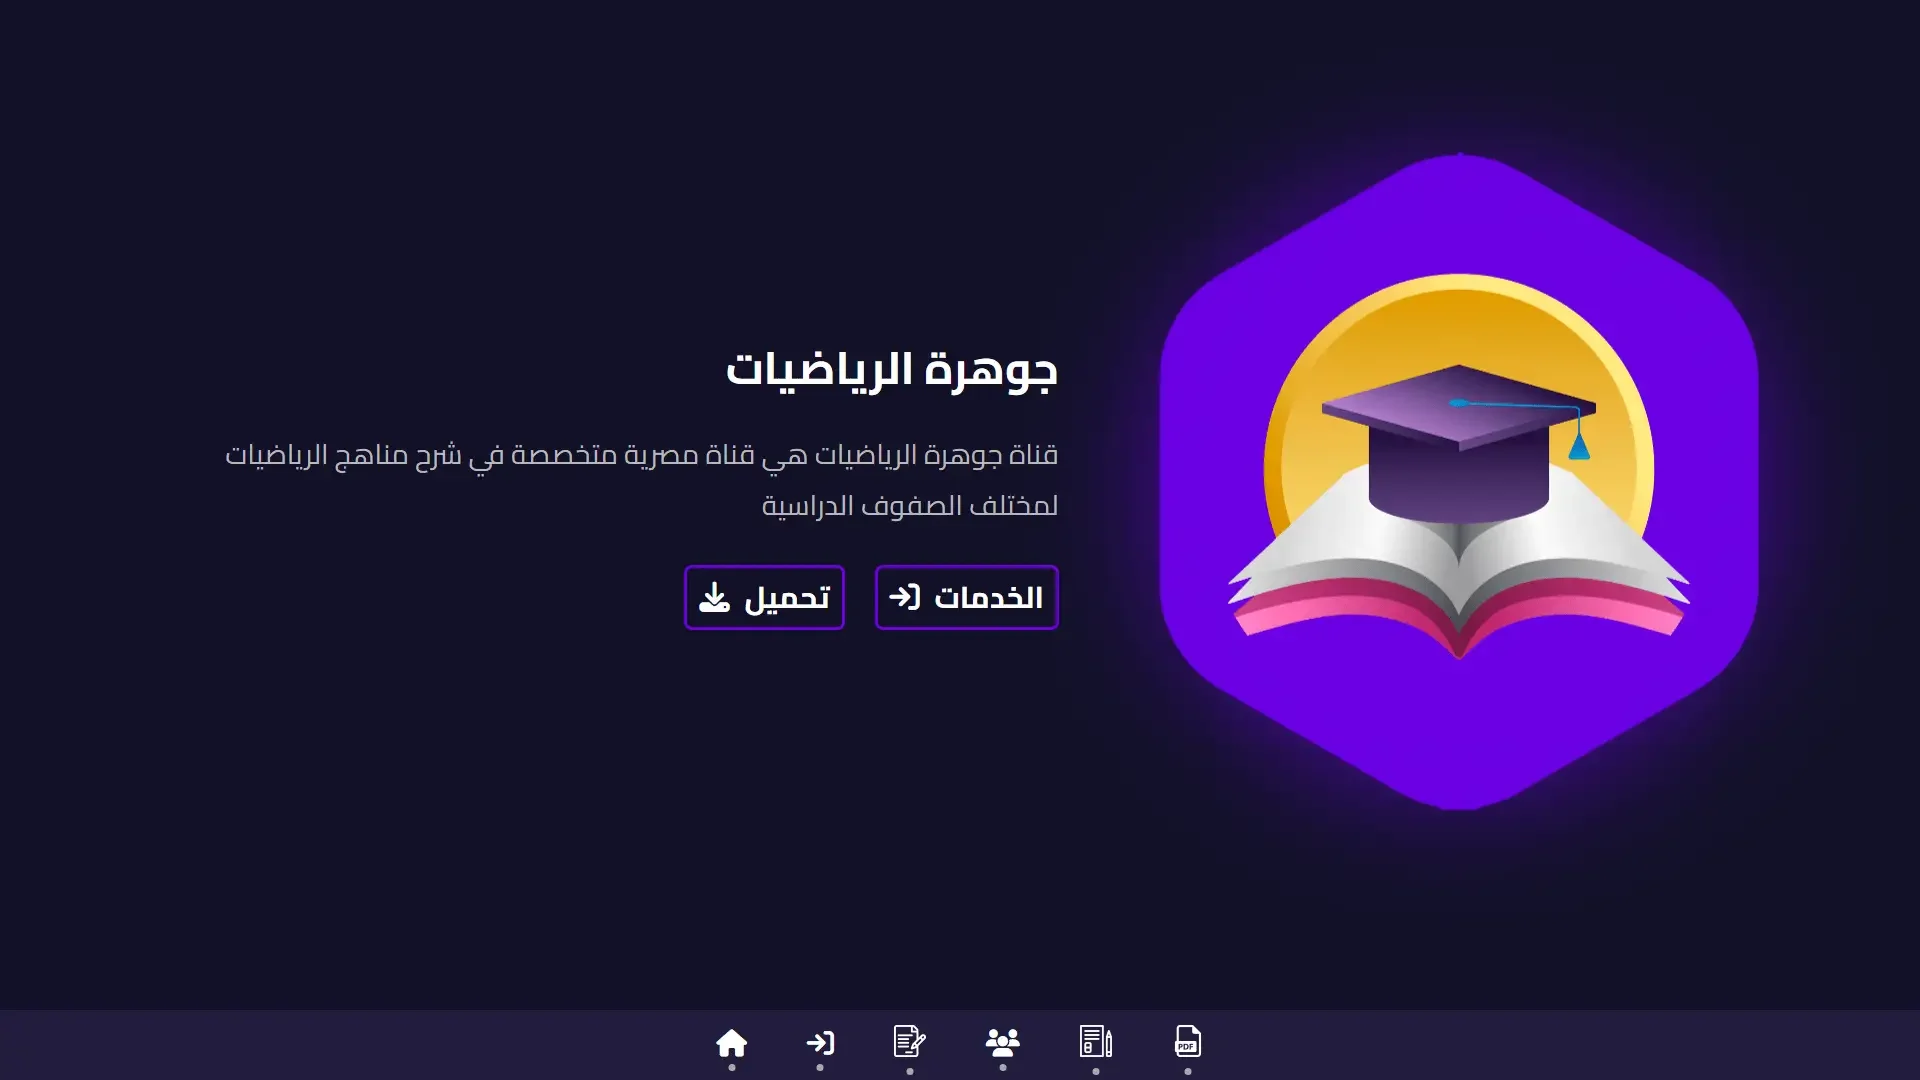 جوهرة الرياضيات
قناة جوهرة الرياضيات هي قناة مصرية متخصصة في شرح مناهج الرياضيات
لمختلف الصفوف الدراسية
الخدمات
تحميل
PDF